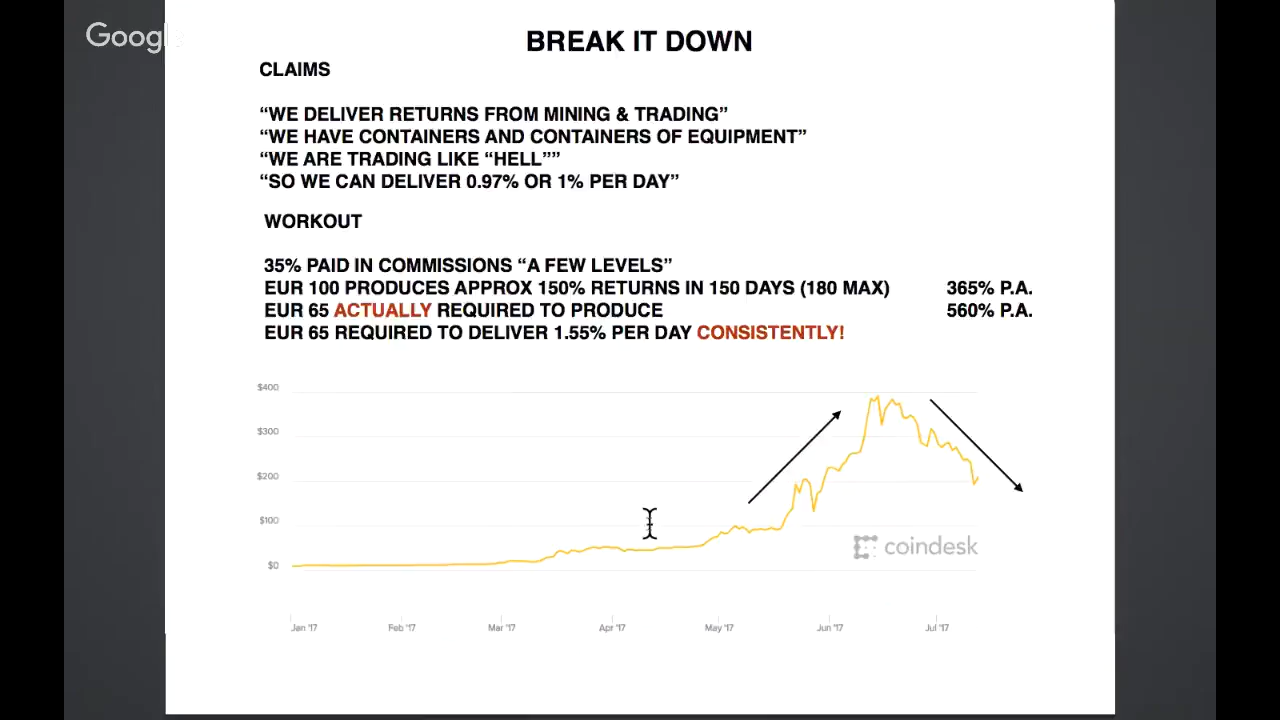 Googl
BREAK IT DOWN
CLAIMS
“WE DELIVER RETURNS FROM MINING & TRADING”
“WE HAVE CONTAINERS AND CONTAINERS OF EQUIPMENT”
“WE ARE TRADING LIKE “HELL””
“SO WE CAN DELIVER 0.97% OR 1% PER DAY”
WORKOUT
35% PAID IN COMMISSIONS “A FEW LEVELS”
EUR 100 PRODUCES APPROX 150% RETURNS IN 150 DAYS (180 MAX) 365% P.A.
EUR 65 ACTUALLY REQUIRED TO PRODUCE 560% P.A.
EUR 65 REQUIRED TO DELIVER 1.55% PER DAY CONSISTENTLY!
$400
$300
$200
$100
$0
coindesk
Jan '17 Feb '17 Mar '17 Apr '17 May '17 Jun '17 Jul '17